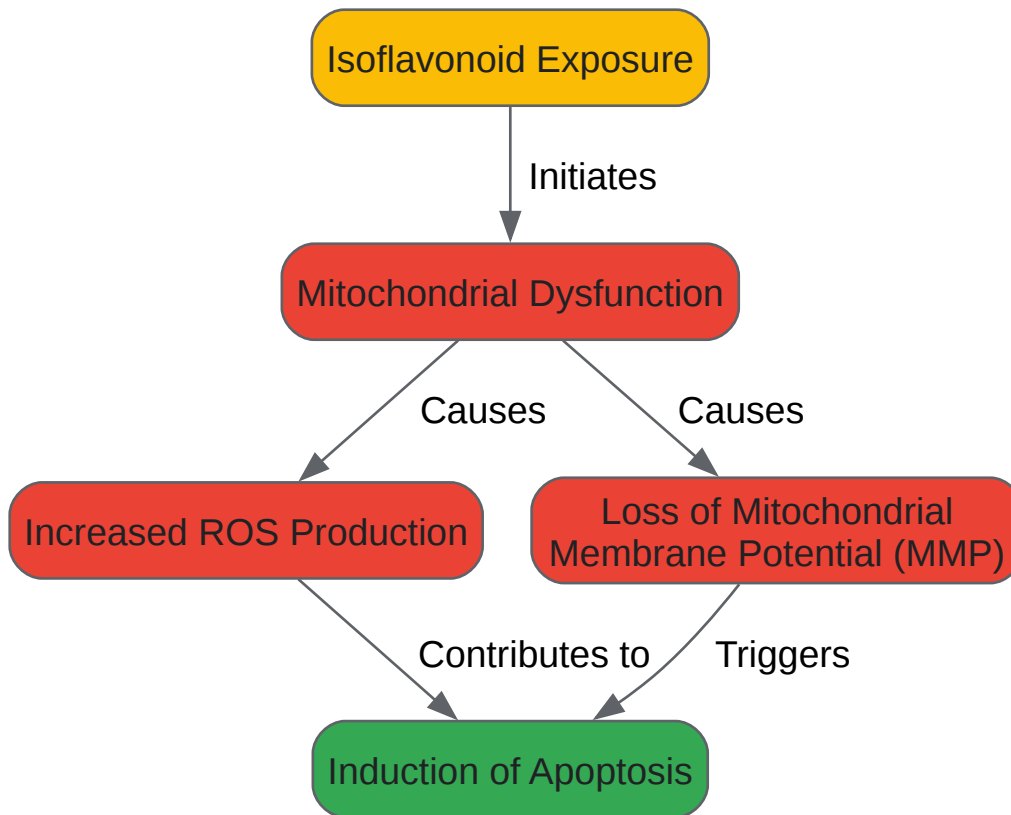 Isoflavonoid Exposure
Initiates
Mitochondrial Dysfunction
Causes
Causes
Increased ROS Production
Loss of Mitochondrial
Membrane Potential (MMP)
Contributes to
Triggers
Induction of Apoptosis